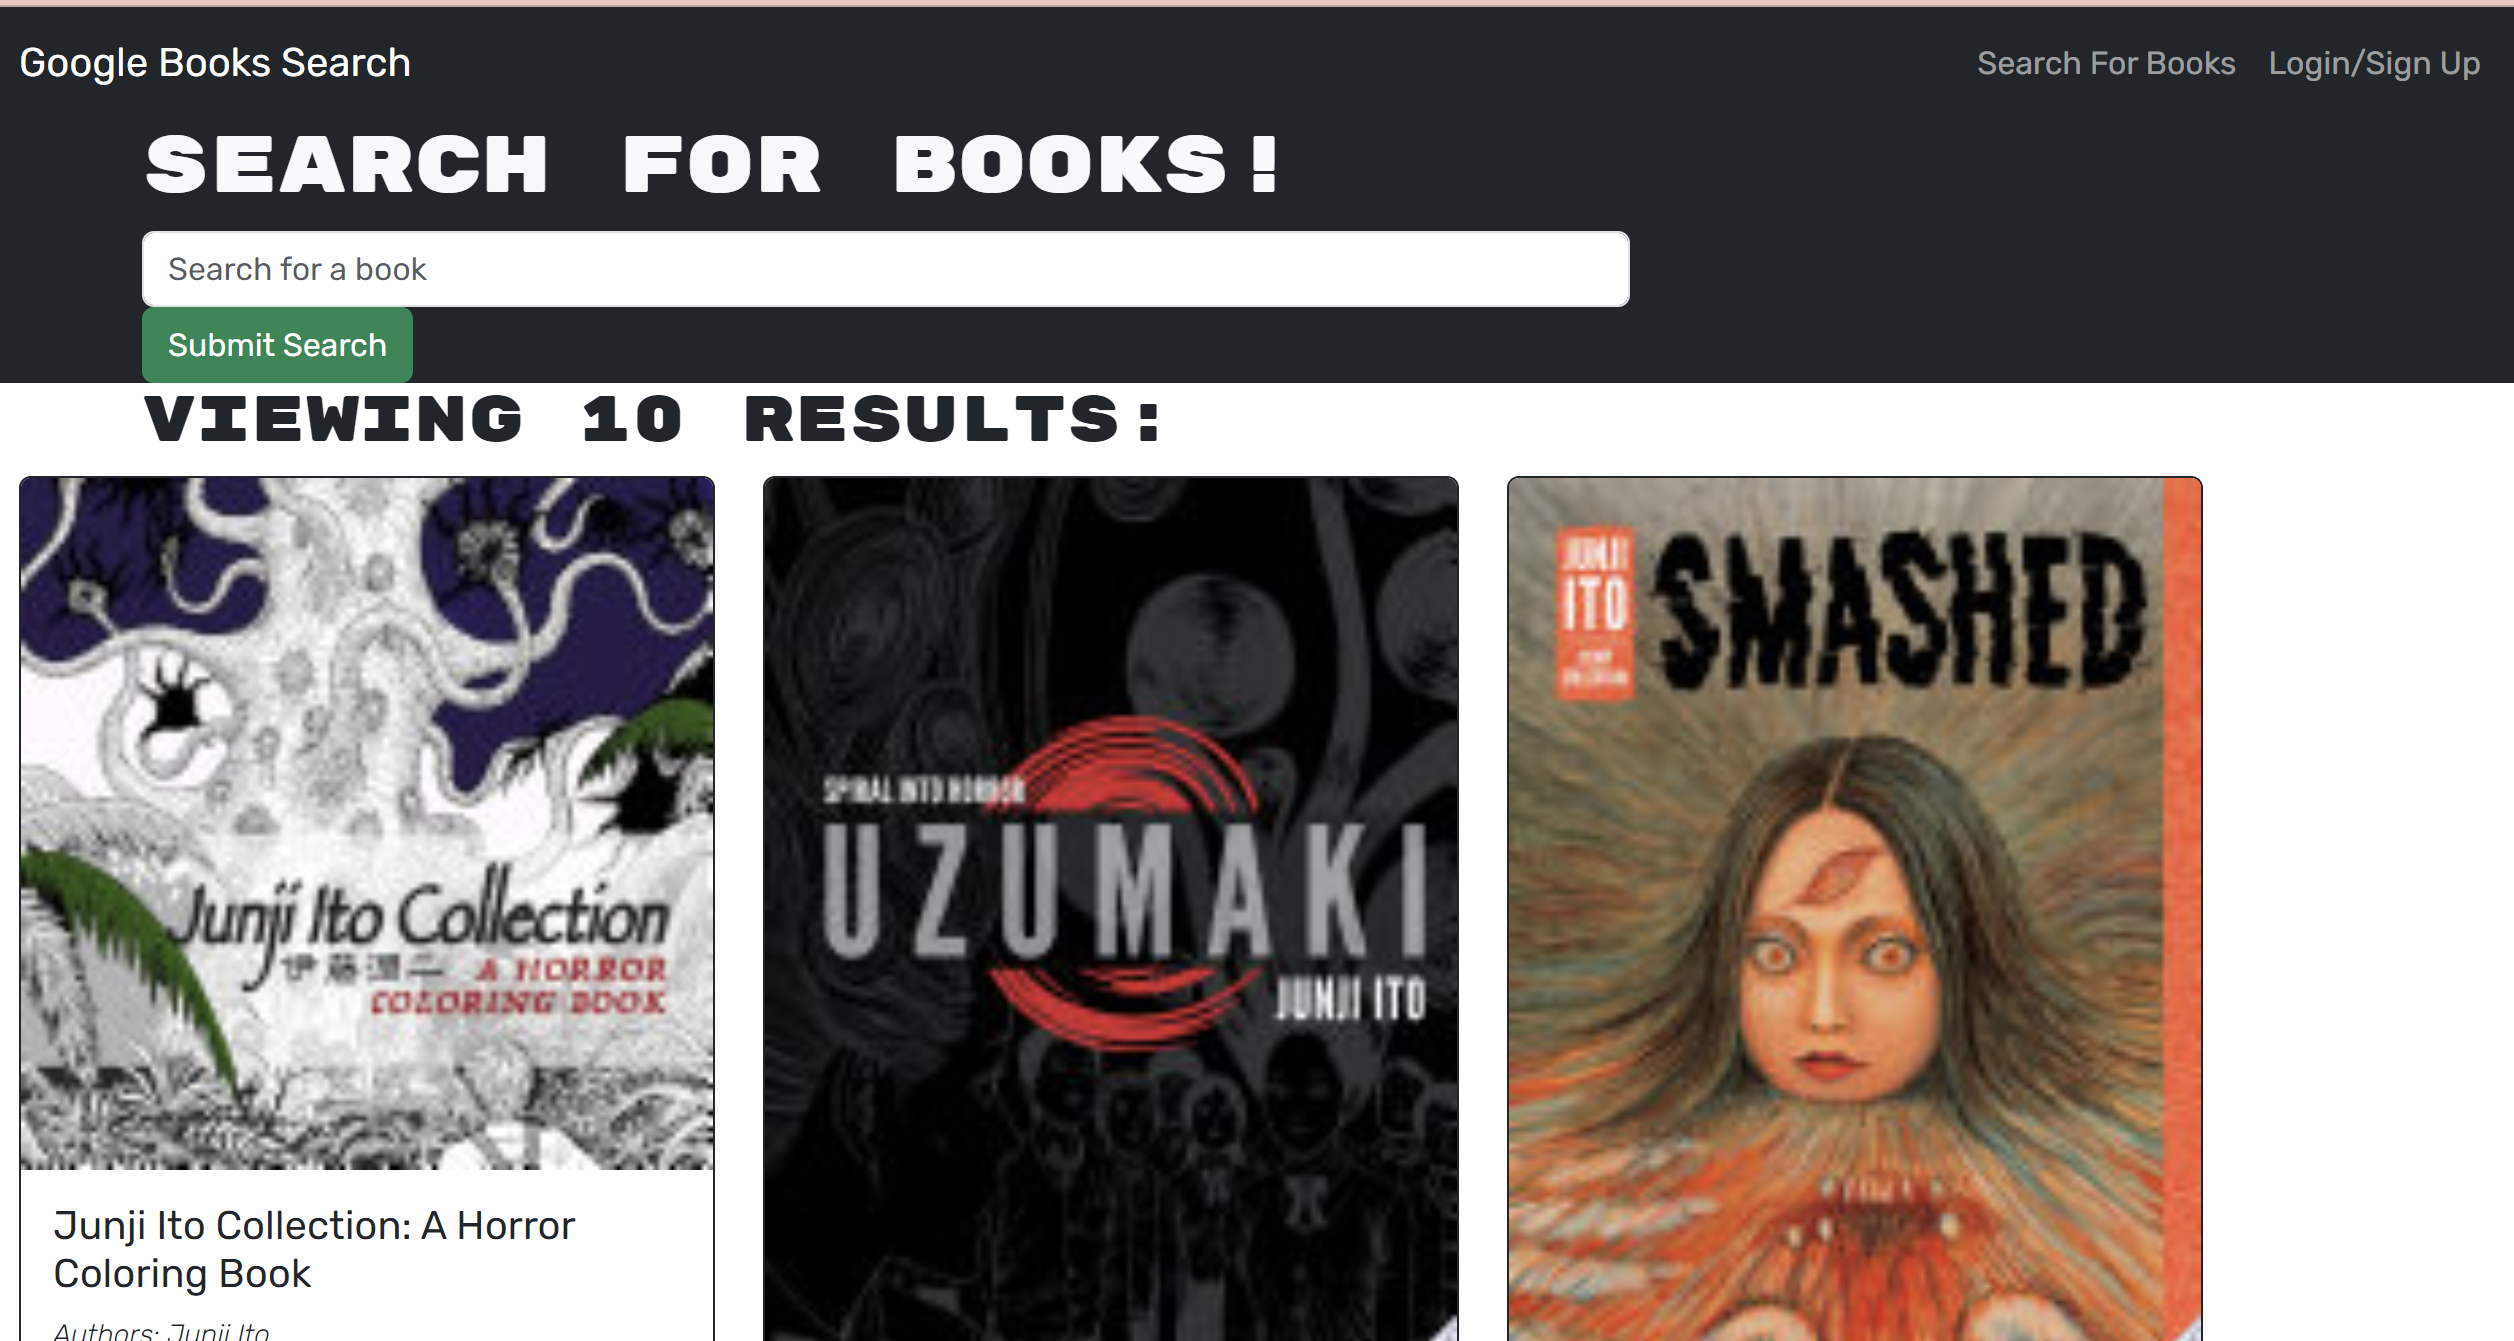 Google Books Search
Search For Books
Login/Sign Up
SEARCH FOR BOOKS!
Search for a book
Submit Search
VIEWING 10 RESULTS:
Junji Ito Collection
伊藤潤二 A HORROR
COLORING BOOK
Junji Ito Collection: A Horror
Coloring Book
Authors: Junji Ito
SPIRAL INTO HORROR
UZUMAKI
JUNJI ITO
JUNJI
ITO
SMASHED